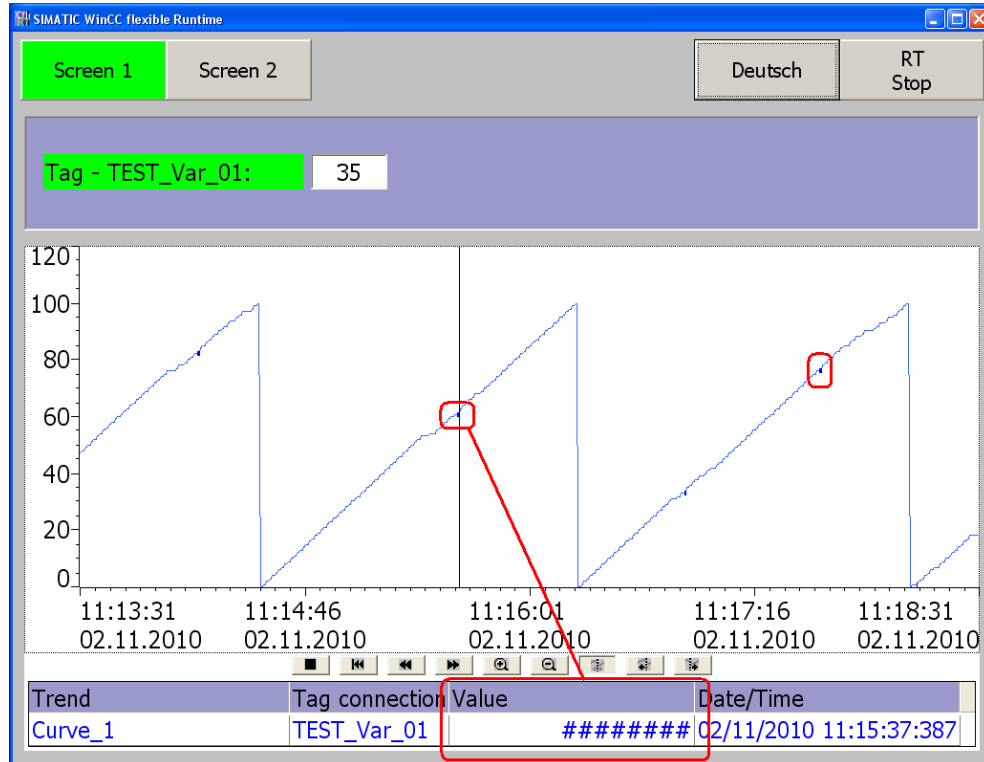 SIMATIC WinCC flexible Runtime
Screen 1
Screen 2
Deutsch
RT
Stop
Tag - TEST_Var_01:
35
120
100
80
60
40
20
0
11:13:31
02.11.2010
11:14:46
02.11.2010
11:16:01
02.11.2010
11:17:16
02.11.2010
11:18:31
02.11.2010
Trend Tag connection Value Date/Time
Curve_1 TEST_Var_01 ######## 02/11/2010 11:15:37:387